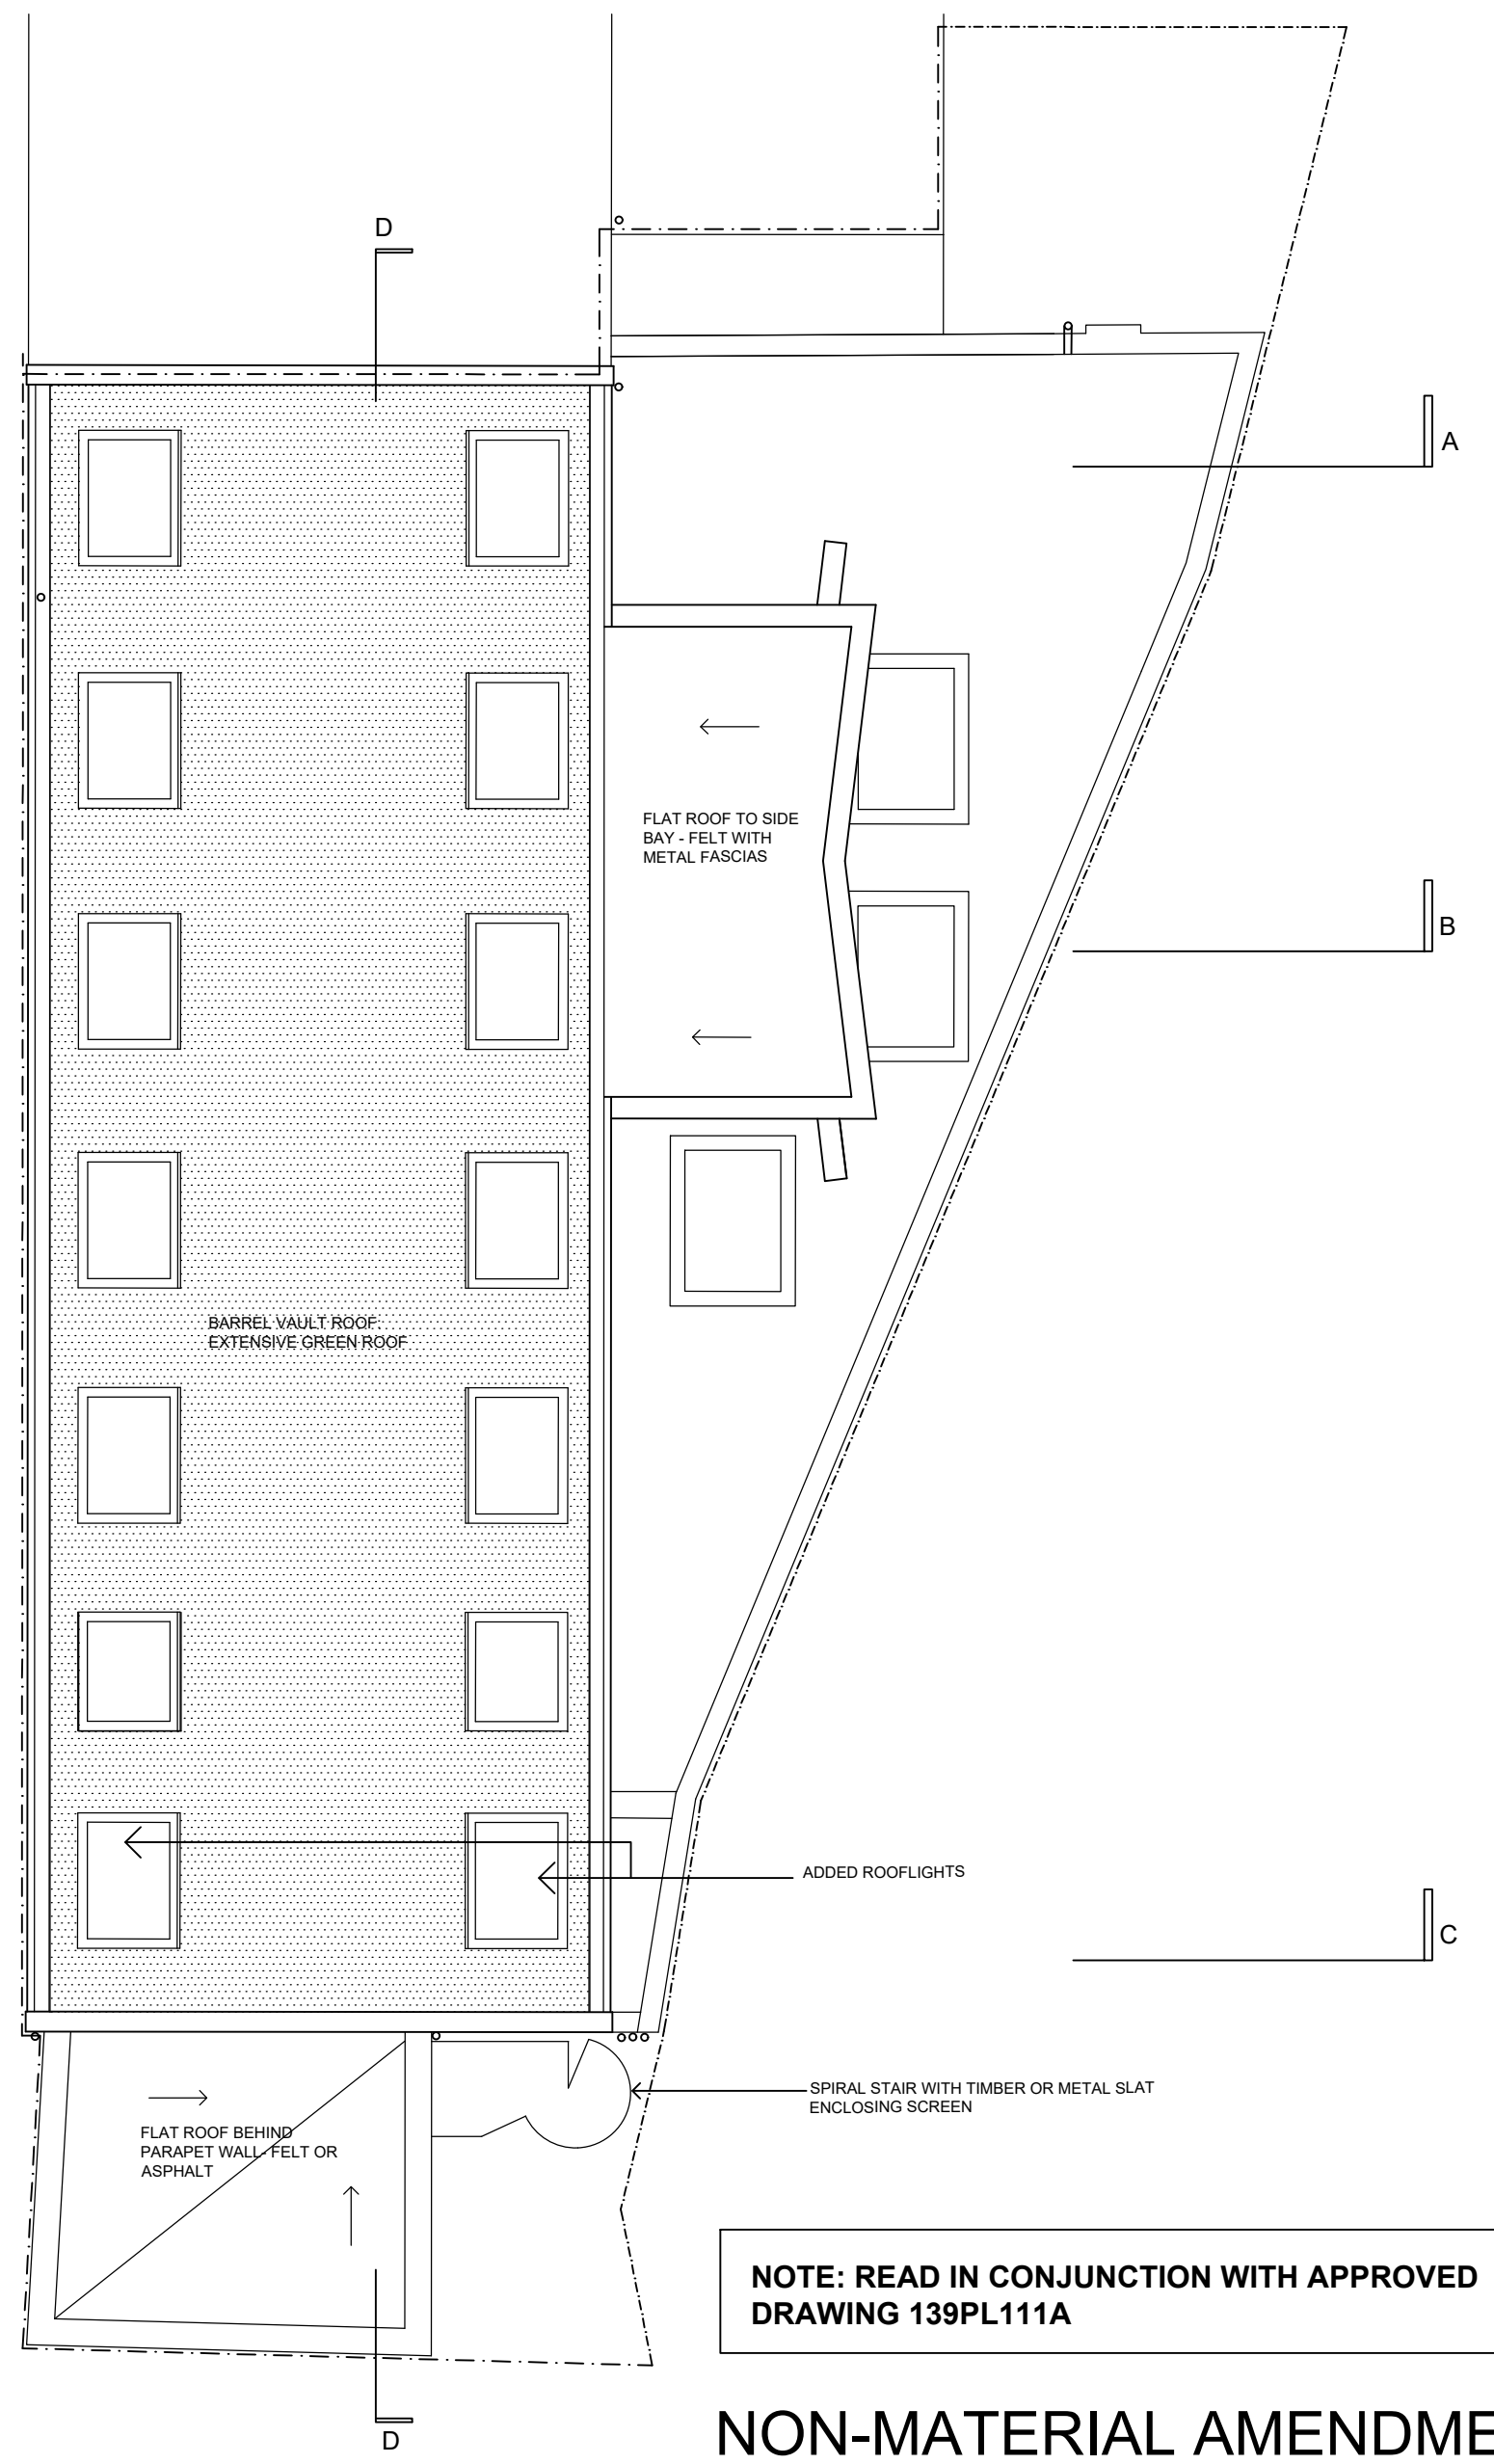 D
A
FLAT ROOF TO SIDE
BAY - FELT WITH
METAL FASCIAS
B
BARREL VAULT ROOF:
EXTENSIVE GREEN ROOF
ADDED ROOFLIGHTS
C
SPIRAL STAIR WITH TIMBER OR METAL SLAT
ENCLOSING SCREEN
FLAT ROOF BEHIND
PARAPET WALL- FELT OR
ASPHALT
NOTE: READ IN CONJUNCTION WITH APPROVED
DRAWING 139PL111A
D
NON-MATERIAL AMENDME